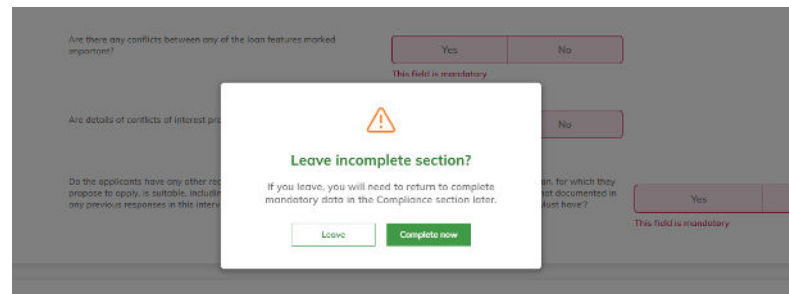 Are there any conflicts between any of the loan features marked
important?
Yes
No
This field is mandatory
Are details of conflicts of interest pro
No
Leave incomplete section?
If you leave, you will need to return to complete
mandatory data in the Compliance section later.
Leave
Complete now
Do the applicants have any other req
an, for which they
propose to apply, is suitable, includin
not documented in
any previous responses in this interv
Must have'?
Yes
This field is mandatory